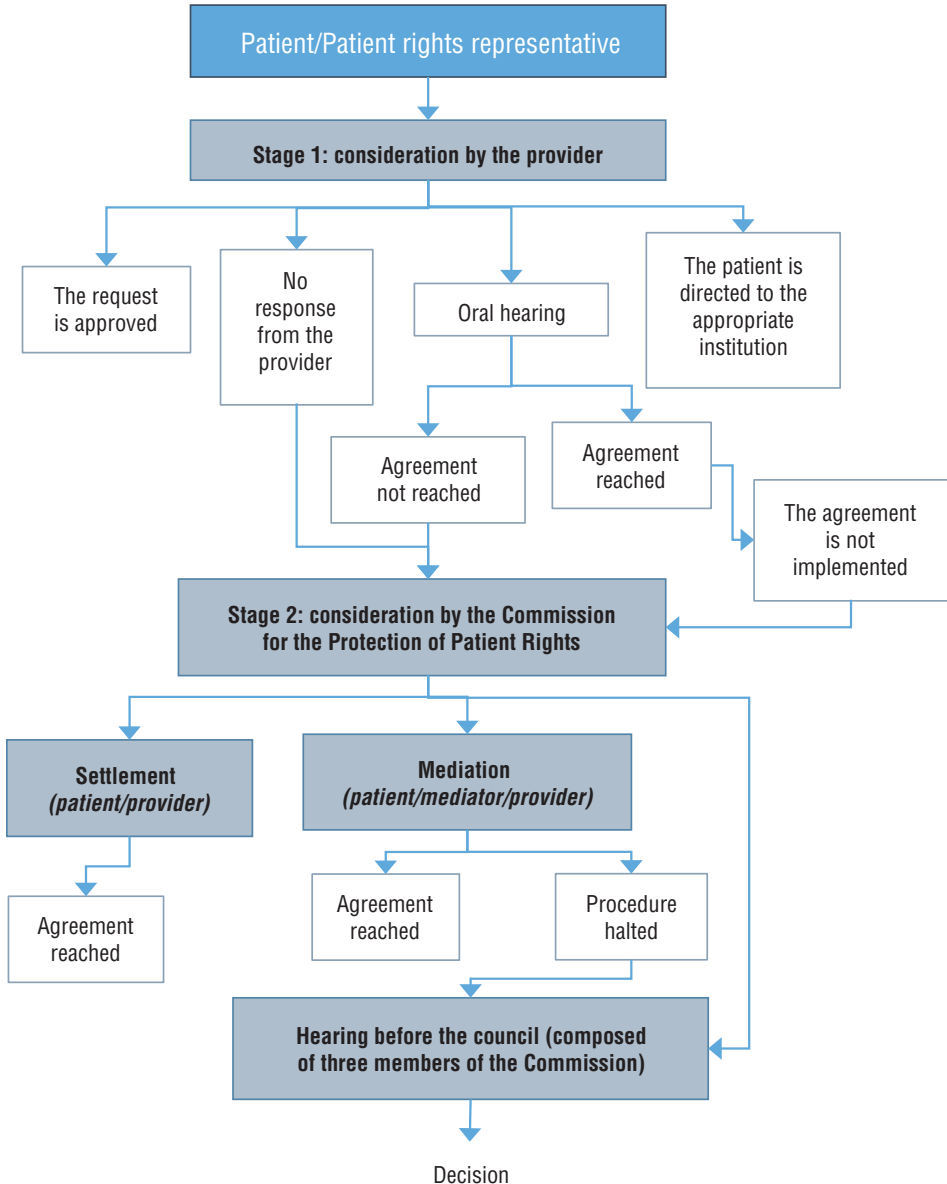 Patient/Patient rights representative
Stage 1: consideration by the provider
The request
is approved
No
response
from the
provider
Oral hearing
The patient is
directed to the
appropriate
institution
Agreement
not reached
Agreement
reached
The agreement
is not
implemented
Stage 2: consideration by the Commission
for the Protection of Patient Rights
Settlement
(patient/provider)
Mediation
(patient/mediator/provider)
Agreement
reached
Agreement
reached
Procedure
halted
Hearing before the council (composed
of three members of the Commission)
Decision